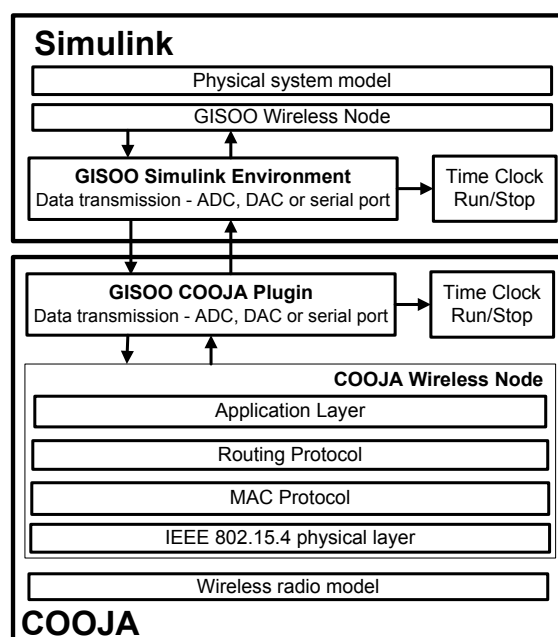 Simulink
Physical system model
GISOO Wireless Node
GISOO Simulink Environment
Data transmission - ADC, DAC or serial port
Time Clock
Run/Stop
GISOO COOJA Plugin
Data transmission - ADC, DAC or serial port
Time Clock
Run/Stop
COOJA Wireless Node
Application Layer
Routing Protocol
MAC Protocol
IEEE 802.15.4 physical layer
Wireless radio model
COOJA